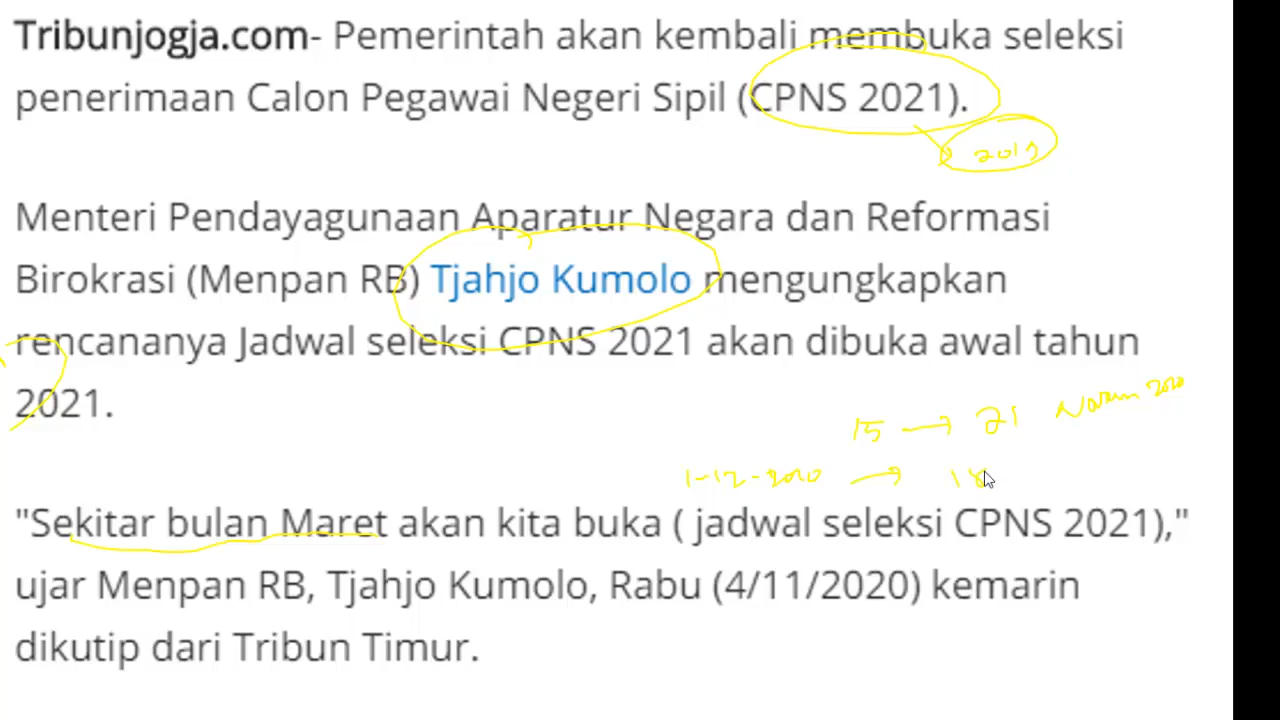 Tribunjogja.com- Pemerintah akan kembali membuka seleksi
penerimaan Calon Pegawai Negeri Sipil (CPNS 2021).
2019
Menteri Pendayagunaan Aparatur Negara dan Reformasi
Birokrasi (Menpan RB) Tjahjo Kumolo mengungkapkan
rencananya Jadwal seleksi CPNS 2021 akan dibuka awal tahun
2021.
15 → 21 2020
1-12-2020 → 18
"Sekitar bulan Maret akan kita buka ( jadwal seleksi CPNS 2021),"
ujar Menpan RB, Tjahjo Kumolo, Rabu (4/11/2020) kemarin
dikutip dari Tribun Timur.